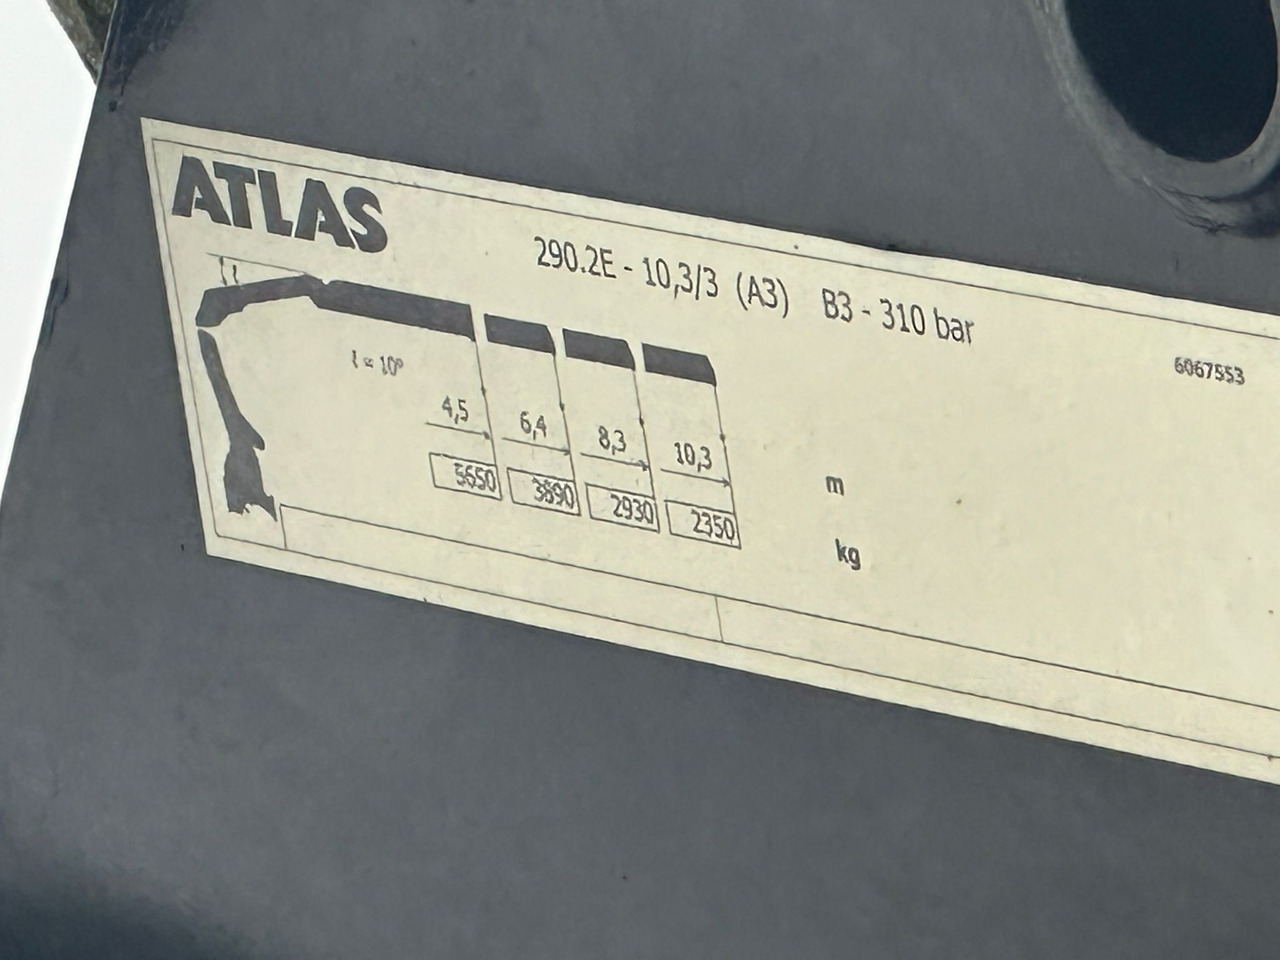 ATLAS
290.2E - 10,3/3 (A3) B3 - 310 bar
6067553
4,5 6,4 8,3 10,3 m
5650 3890 2930 2350 kg